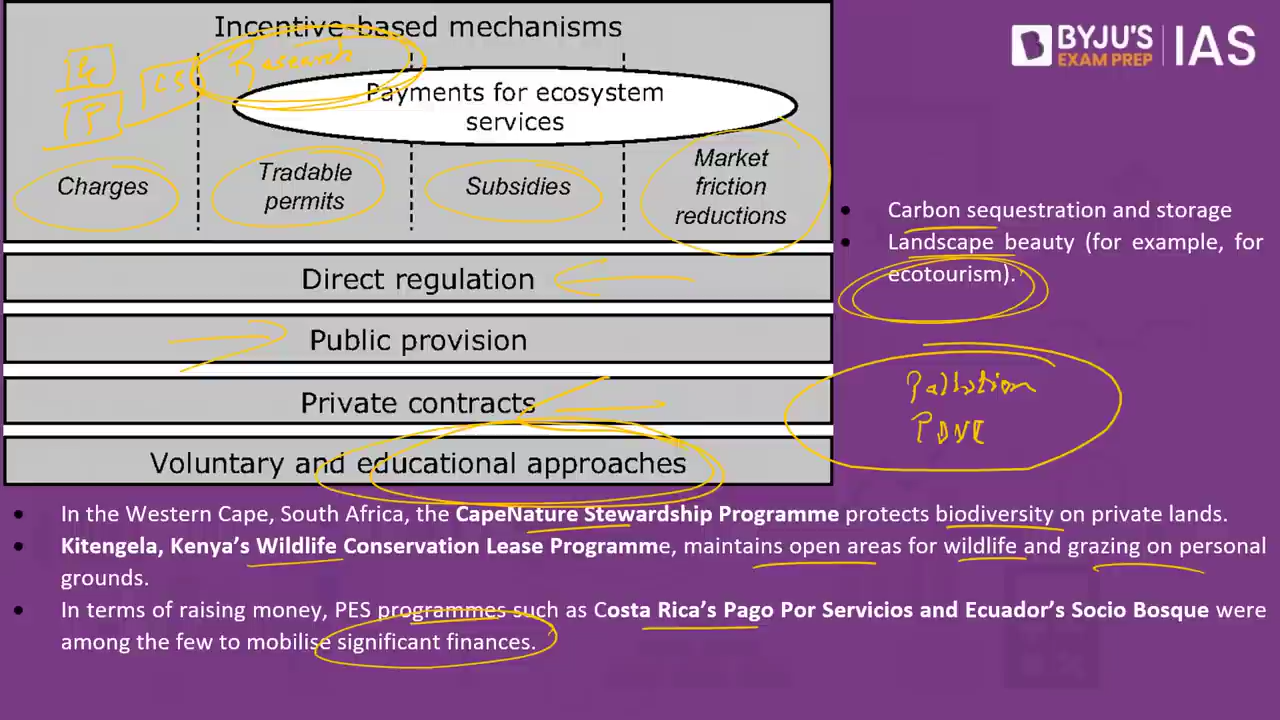 Incentive-based mechanisms
BYJU'S
EXAM PREP
IAS
Research
CS
Payments for ecosystem
services
Charges
Tradable
permits
Subsidies
Market
friction
reductions
• Carbon sequestration and storage
• Landscape beauty (for example, for
ecotourism).
Direct regulation
Public provision
Private contracts
Voluntary and educational approaches
• In the Western Cape, South Africa, the CapeNature Stewardship Programme protects biodiversity on private lands.
• Kitengela, Kenya's Wildlife Conservation Lease Programme, maintains open areas for wildlife and grazing on personal
grounds.
• In terms of raising money, PES programmes such as Costa Rica's Pago Por Servicios and Ecuador's Socio Bosque were
among the few to mobilise significant finances.